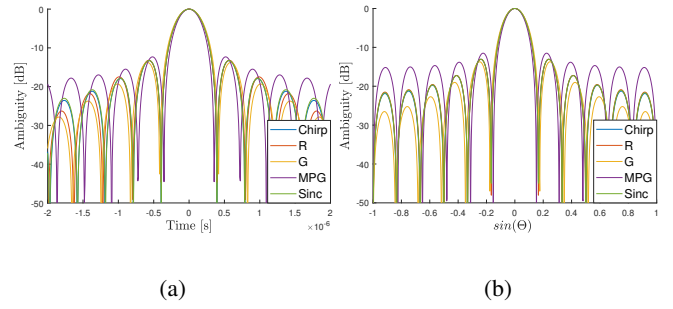 0
-10
-20
-30
-40
-50
Ambiguity [dB]
-2 -1.5 -1 -0.5 0 0.5 1 1.5 2
Time [s]
×10⁻⁶
Chirp
R
G
MPG
Sinc
(a)
0
-10
-20
-30
-40
-50
Ambiguity [dB]
-1 -0.8 -0.6 -0.4 -0.2 0 0.2 0.4 0.6 0.8 1
sin(Θ)
Chirp
R
G
MPG
Sinc
(b)